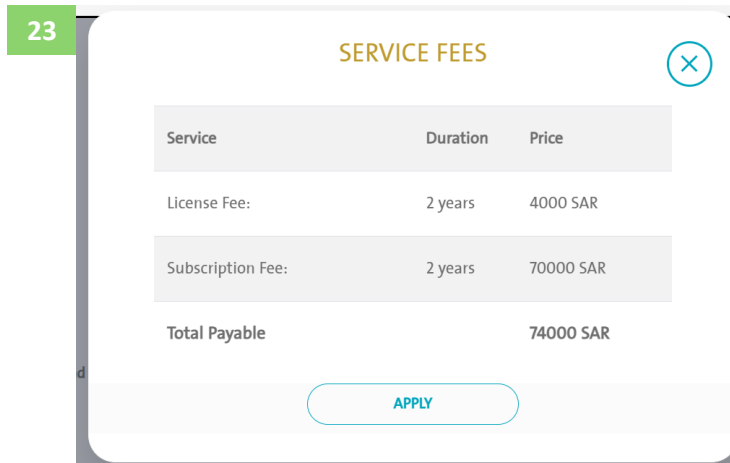 23
SERVICE FEES
Service Duration Price
License Fee: 2 years 4000 SAR
Subscription Fee: 2 years 70000 SAR
Total Payable 74000 SAR
d
APPLY